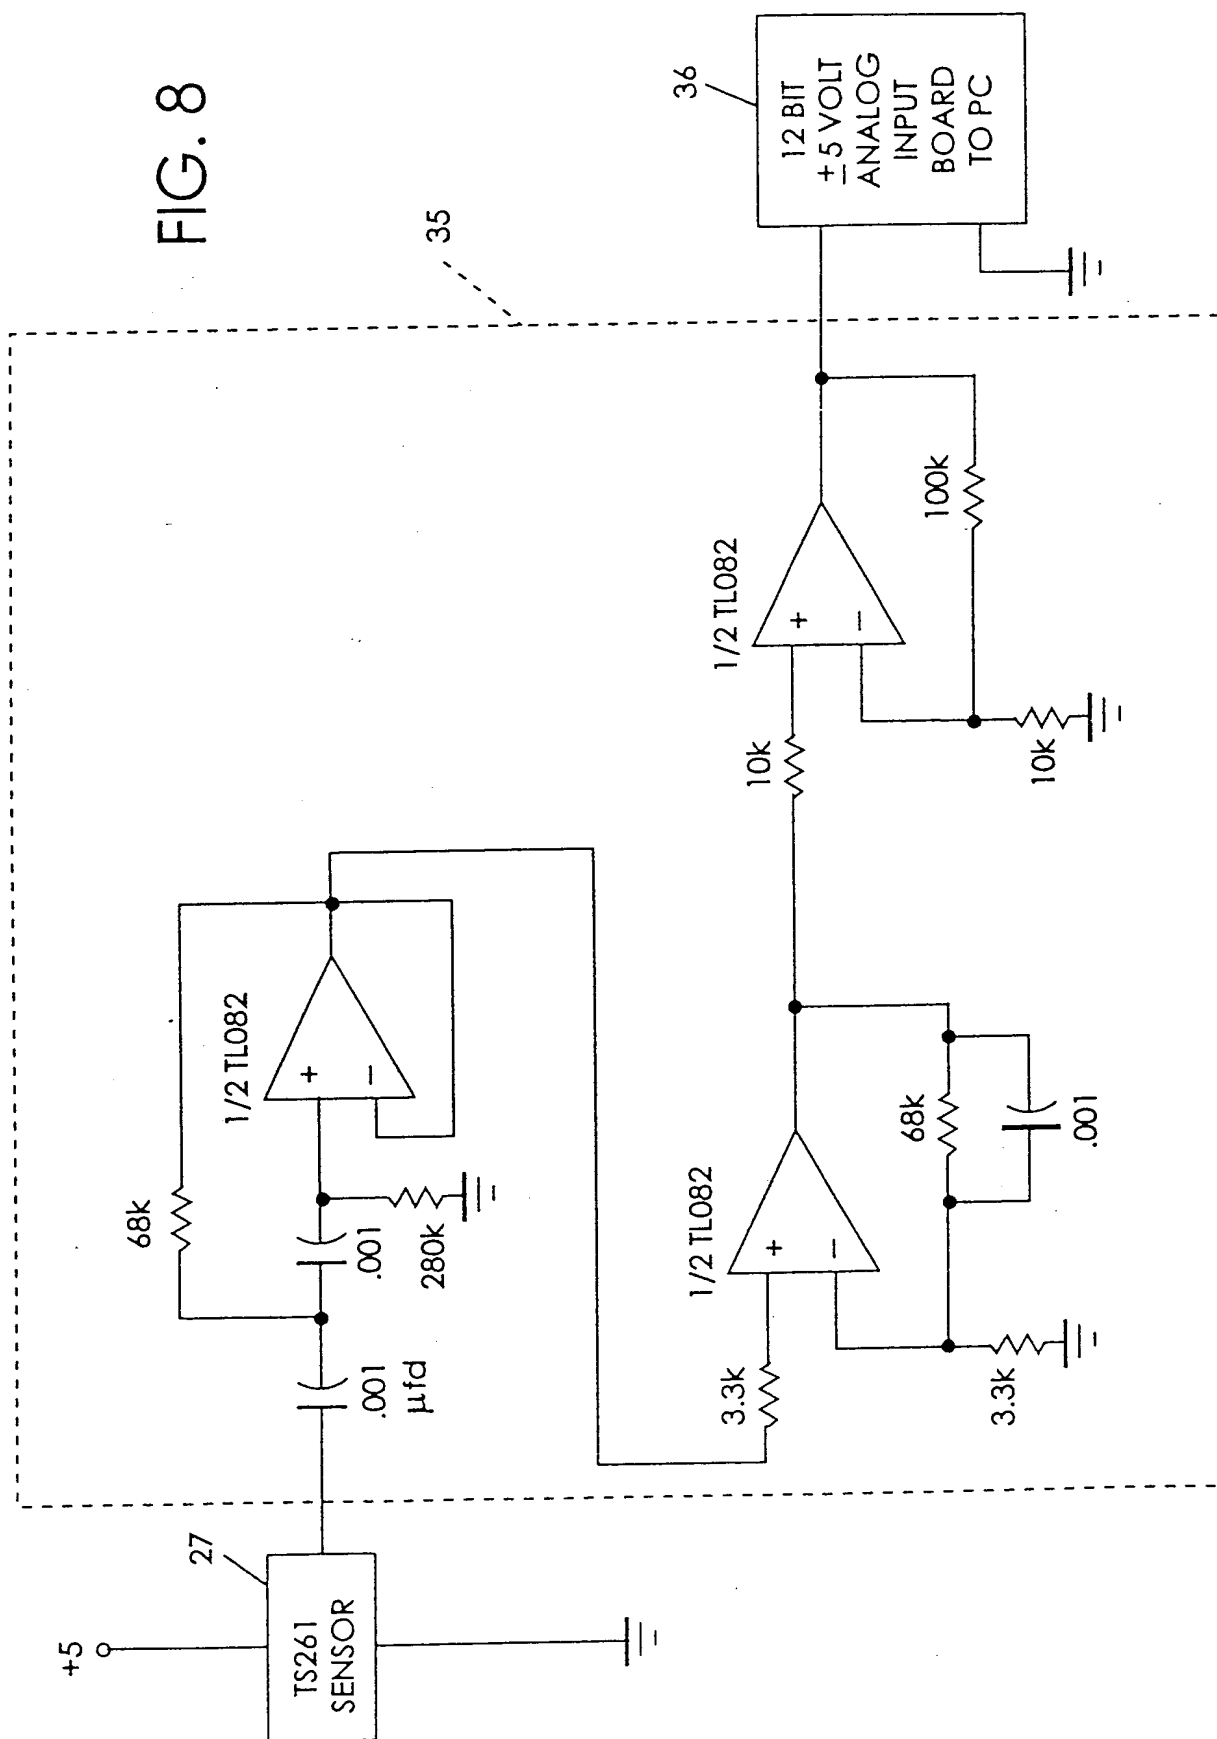 FIG. 8
35
36
12 BIT
±5 VOLT
ANALOG
INPUT
BOARD
TO PC
+5
27
TS261
SENSOR
.001
µfd
.001
68k
280k
1/2 TL082
+
−
3.3k
1/2 TL082
+
−
3.3k
68k
.001
10k
1/2 TL082
+
−
10k
100k